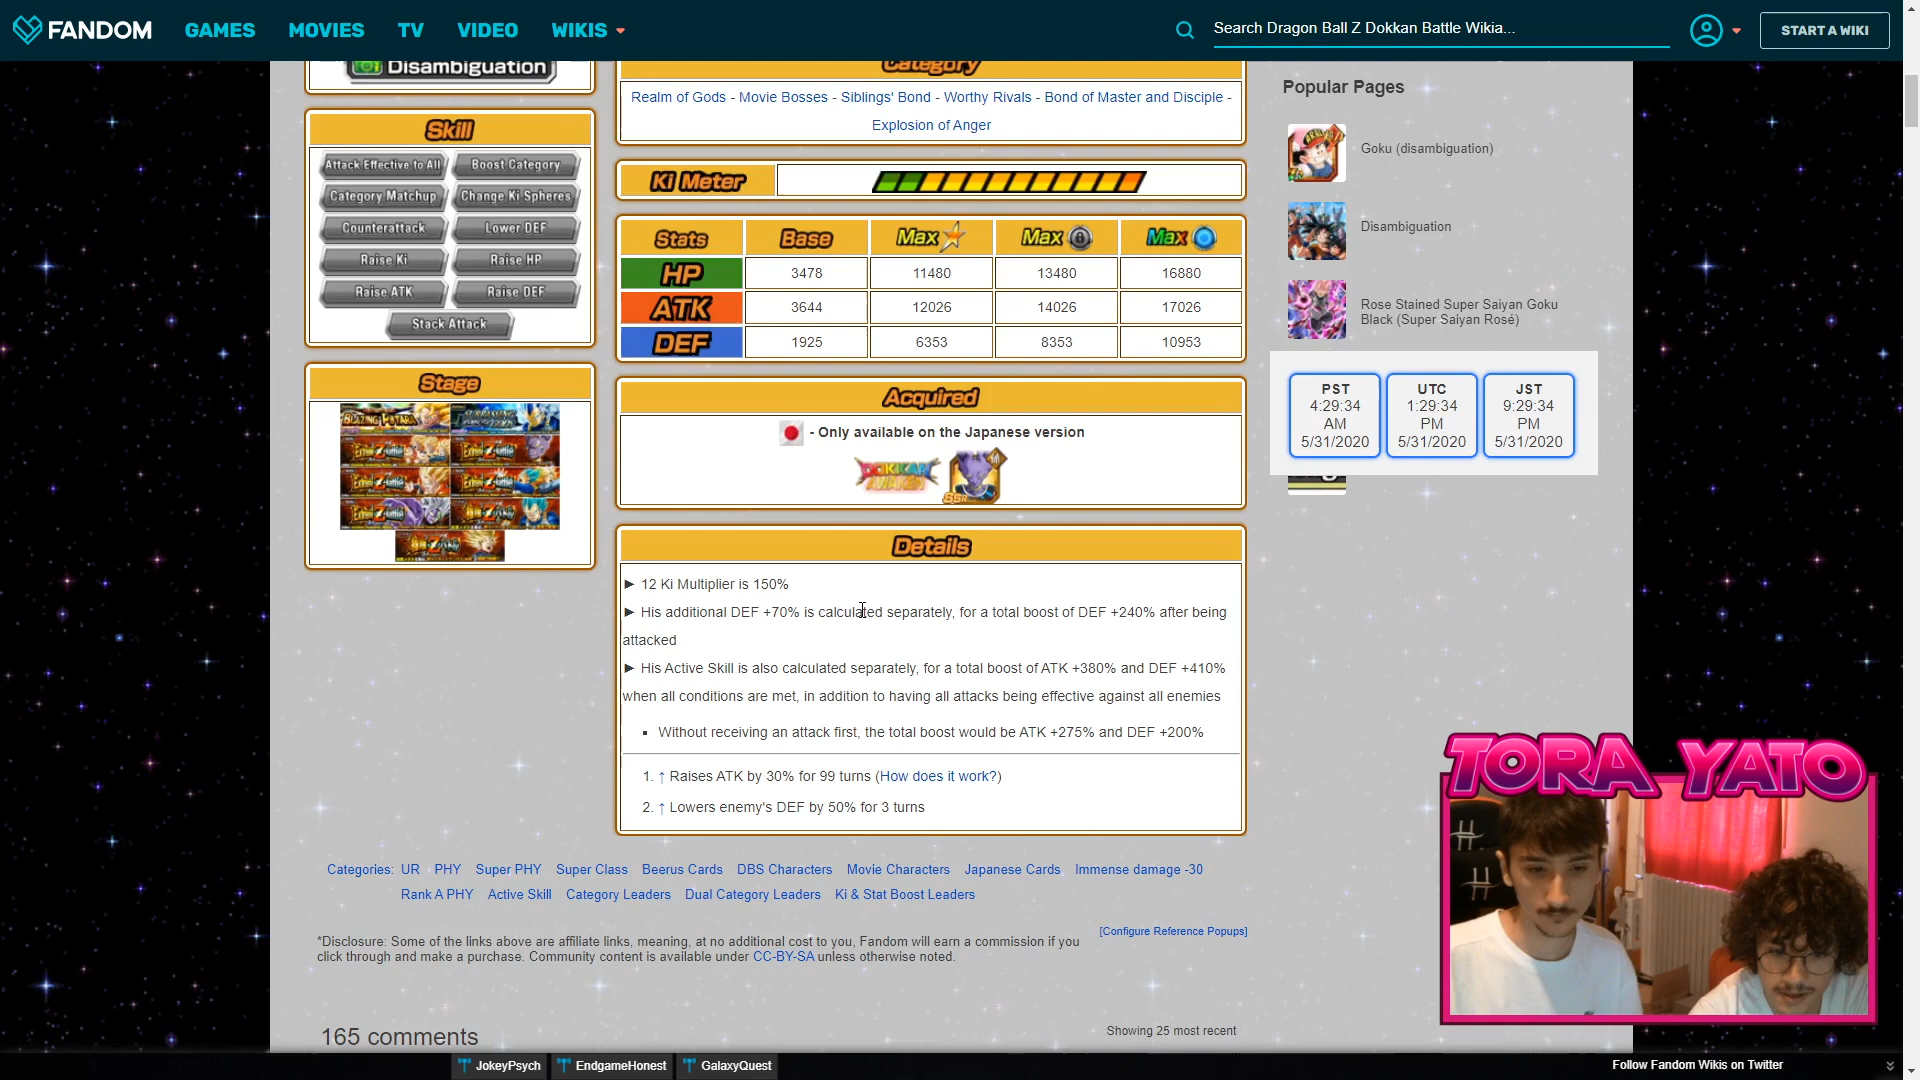 FANDOM GAMES MOVIES TV VIDEO WIKIS Search Dragon Ball Z Dokkan Battle Wikia... START A WIKI
Disambiguation
Skill
Attack Effective to All Boost Category
Category Matchup Change Ki Spheres
Counterattack Lower DEF
Raise Ki Raise HP
Raise ATK Raise DEF
Stack Attack
Stage
Category
Realm of Gods - Movie Bosses - Siblings' Bond - Worthy Rivals - Bond of Master and Disciple -
Explosion of Anger
Ki Meter
Stats Base Max Max Max
HP 3478 11480 13480 16880
ATK 3644 12026 14026 17026
DEF 1925 6353 8353 10953
Acquired
- Only available on the Japanese version
DOKKAN AWAKEN SSR
Details
► 12 Ki Multiplier is 150%
► His additional DEF +70% is calculated separately, for a total boost of DEF +240% after being
attacked
► His Active Skill is also calculated separately, for a total boost of ATK +380% and DEF +410%
when all conditions are met, in addition to having all attacks being effective against all enemies
▪ Without receiving an attack first, the total boost would be ATK +275% and DEF +200%
1. ↑ Raises ATK by 30% for 99 turns (How does it work?)
2. ↑ Lowers enemy's DEF by 50% for 3 turns
Popular Pages
Goku (disambiguation)
Disambiguation
Rose Stained Super Saiyan Goku
Black (Super Saiyan Rosé)
PST UTC JST
4:29:34 1:29:34 9:29:34
AM PM PM
5/31/2020 5/31/2020 5/31/2020
TORA YATO
Categories: UR PHY Super PHY Super Class Beerus Cards DBS Characters Movie Characters Japanese Cards Immense damage -30
Rank A PHY Active Skill Category Leaders Dual Category Leaders Ki & Stat Boost Leaders
[Configure Reference Popups]
*Disclosure: Some of the links above are affiliate links, meaning, at no additional cost to you, Fandom will earn a commission if you
click through and make a purchase. Community content is available under CC-BY-SA unless otherwise noted.
165 comments Showing 25 most recent
JokeyPsych EndgameHonest GalaxyQuest Follow Fandom Wikis on Twitter